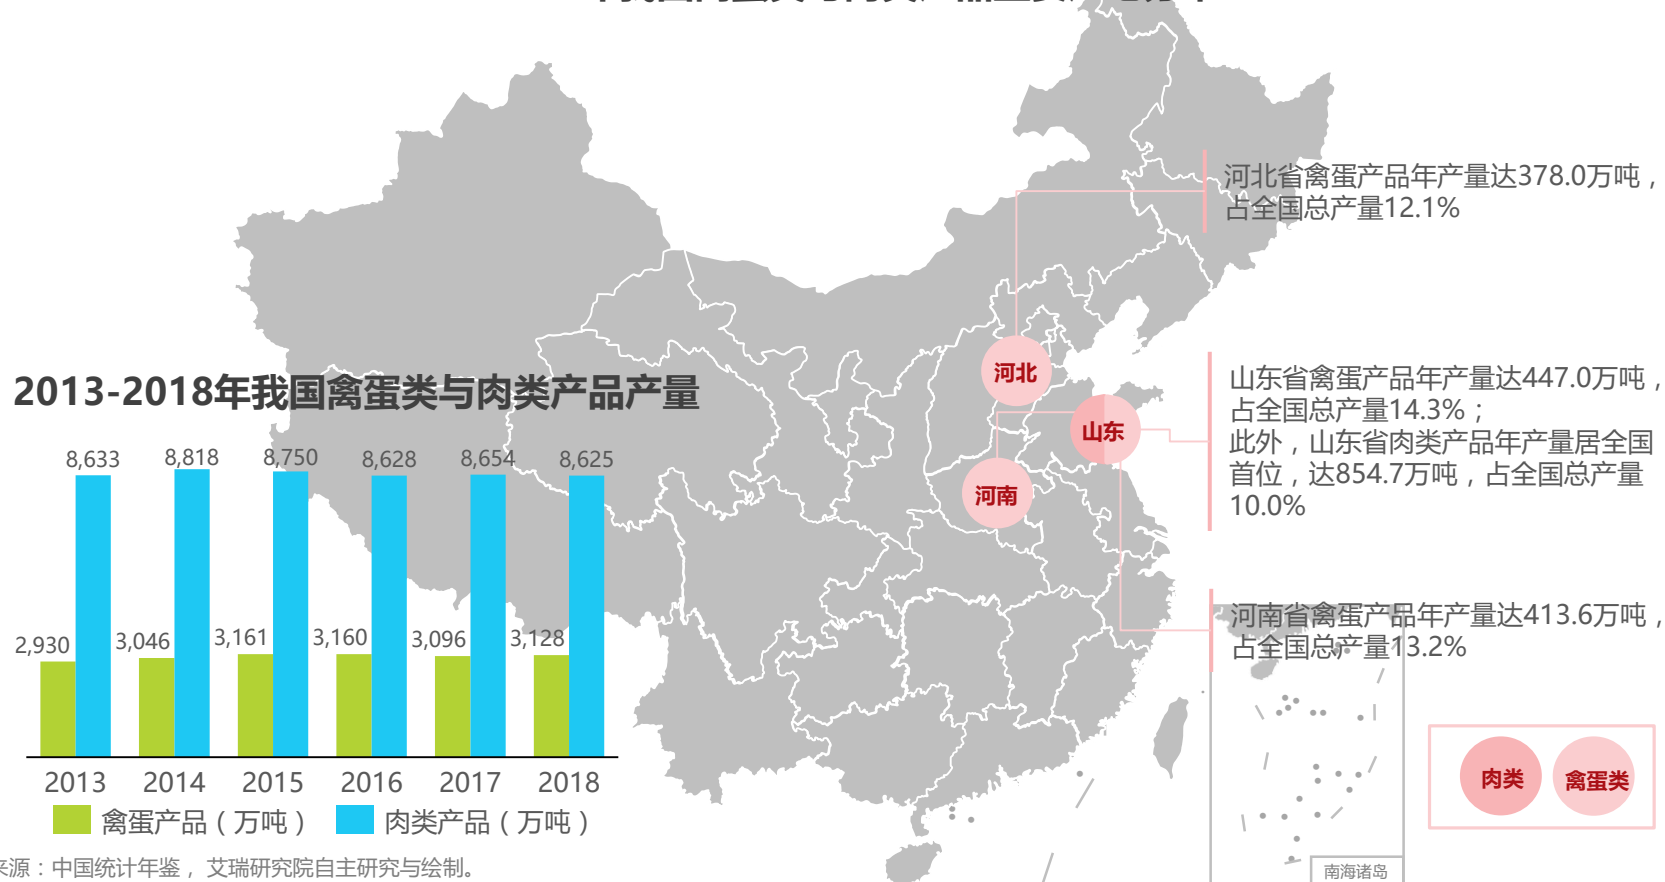 河北省禽蛋产品年产量达378.0万吨，
占全国总产量12.1%
河北
山东
河南
山东省禽蛋产品年产量达447.0万吨，
占全国总产量14.3%；
此外，山东省肉类产品年产量居全国
首位，达854.7万吨，占全国总产量
10.0%
河南省禽蛋产品年产量达413.6万吨，
占全国总产量13.2%
2013-2018年我国禽蛋类与肉类产品产量
8,633 8,818 8,750 8,628 8,654 8,625
2,930 3,046 3,161 3,160 3,096 3,128
2013 2014 2015 2016 2017 2018
禽蛋产品（万吨） 肉类产品（万吨）
肉类 禽蛋类
南海诸岛
来源：中国统计年鉴，艾瑞研究院自主研究与绘制。